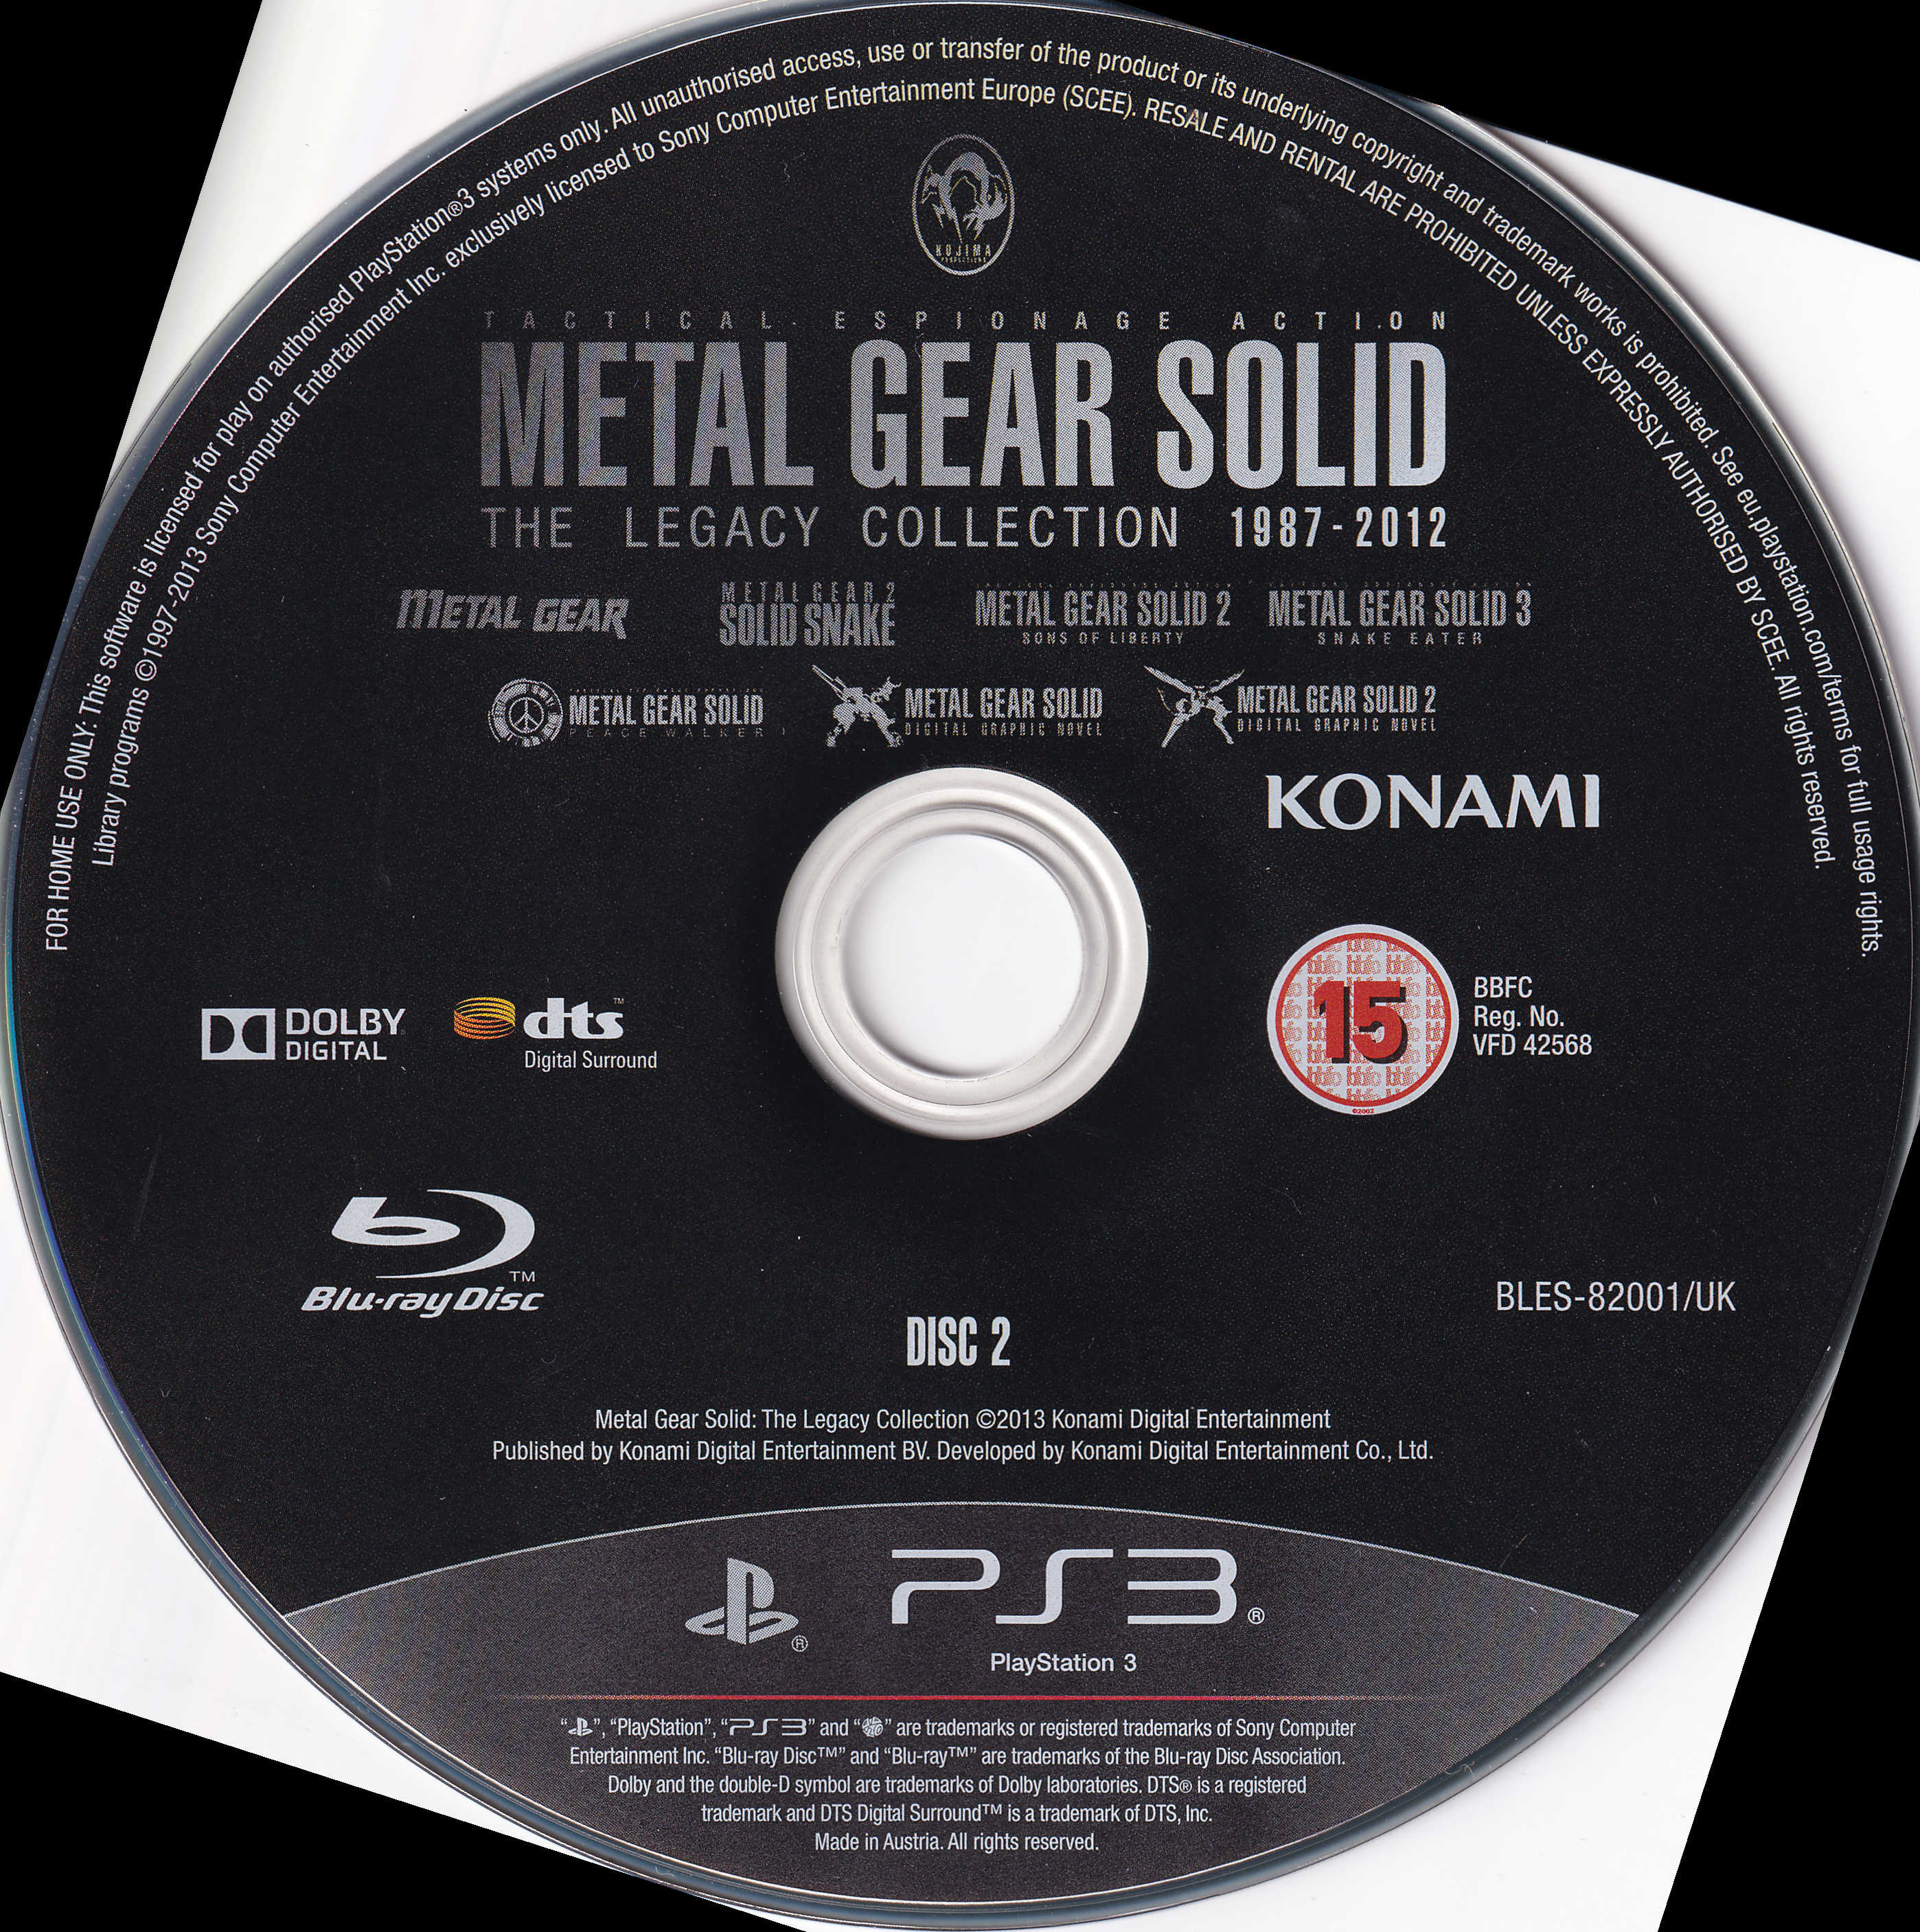 FOR HOME USE ONLY: This software is licensed for play on authorised PlayStation®3 systems only. All unauthorised access, use or transfer of the product or its underlying copyright and trademark works is prohibited. See eu.playstation.com/terms for full usage rights.
Library programs ©1997-2013 Sony Computer Entertainment Inc. exclusively licensed to Sony Computer Entertainment Europe (SCEE). RESALE AND RENTAL ARE PROHIBITED UNLESS EXPRESSLY AUTHORISED BY SCEE. All rights reserved.
KOJIMA
PRODUCTIONS
TACTICAL ESPIONAGE ACTION
METAL GEAR SOLID
THE LEGACY COLLECTION 1987-2012
METAL GEAR
METAL GEAR 2
SOLID SNAKE
TACTICAL ESPIONAGE ACTION
METAL GEAR SOLID 2
SONS OF LIBERTY
TACTICAL ESPIONAGE ACTION
METAL GEAR SOLID 3
SNAKE EATER
METAL GEAR SOLID
PEACE WALKER
METAL GEAR SOLID
DIGITAL GRAPHIC NOVEL
METAL GEAR SOLID 2
DIGITAL GRAPHIC NOVEL
KONAMI
DOLBY
DIGITAL
dts™
Digital Surround
15
©2002
BBFC
Reg. No.
VFD 42568
Blu-ray Disc™
BLES-82001/UK
DISC 2
Metal Gear Solid: The Legacy Collection ©2013 Konami Digital Entertainment
Published by Konami Digital Entertainment BV. Developed by Konami Digital Entertainment Co., Ltd.
PS3®
PlayStation 3
“ ”, “PlayStation”, “PS3” and “ ” are trademarks or registered trademarks of Sony Computer
Entertainment Inc. “Blu-ray Disc™” and “Blu-ray™” are trademarks of the Blu-ray Disc Association.
Dolby and the double-D symbol are trademarks of Dolby laboratories. DTS® is a registered
trademark and DTS Digital Surround™ is a trademark of DTS, Inc.
Made in Austria. All rights reserved.